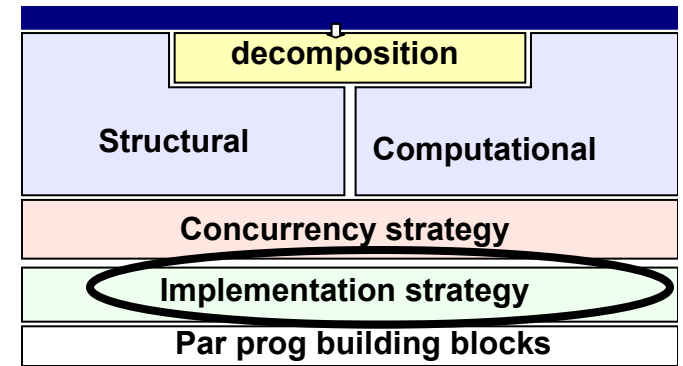 decomposition
Structural
Computational
Concurrency strategy
Implementation strategy
Par prog building blocks